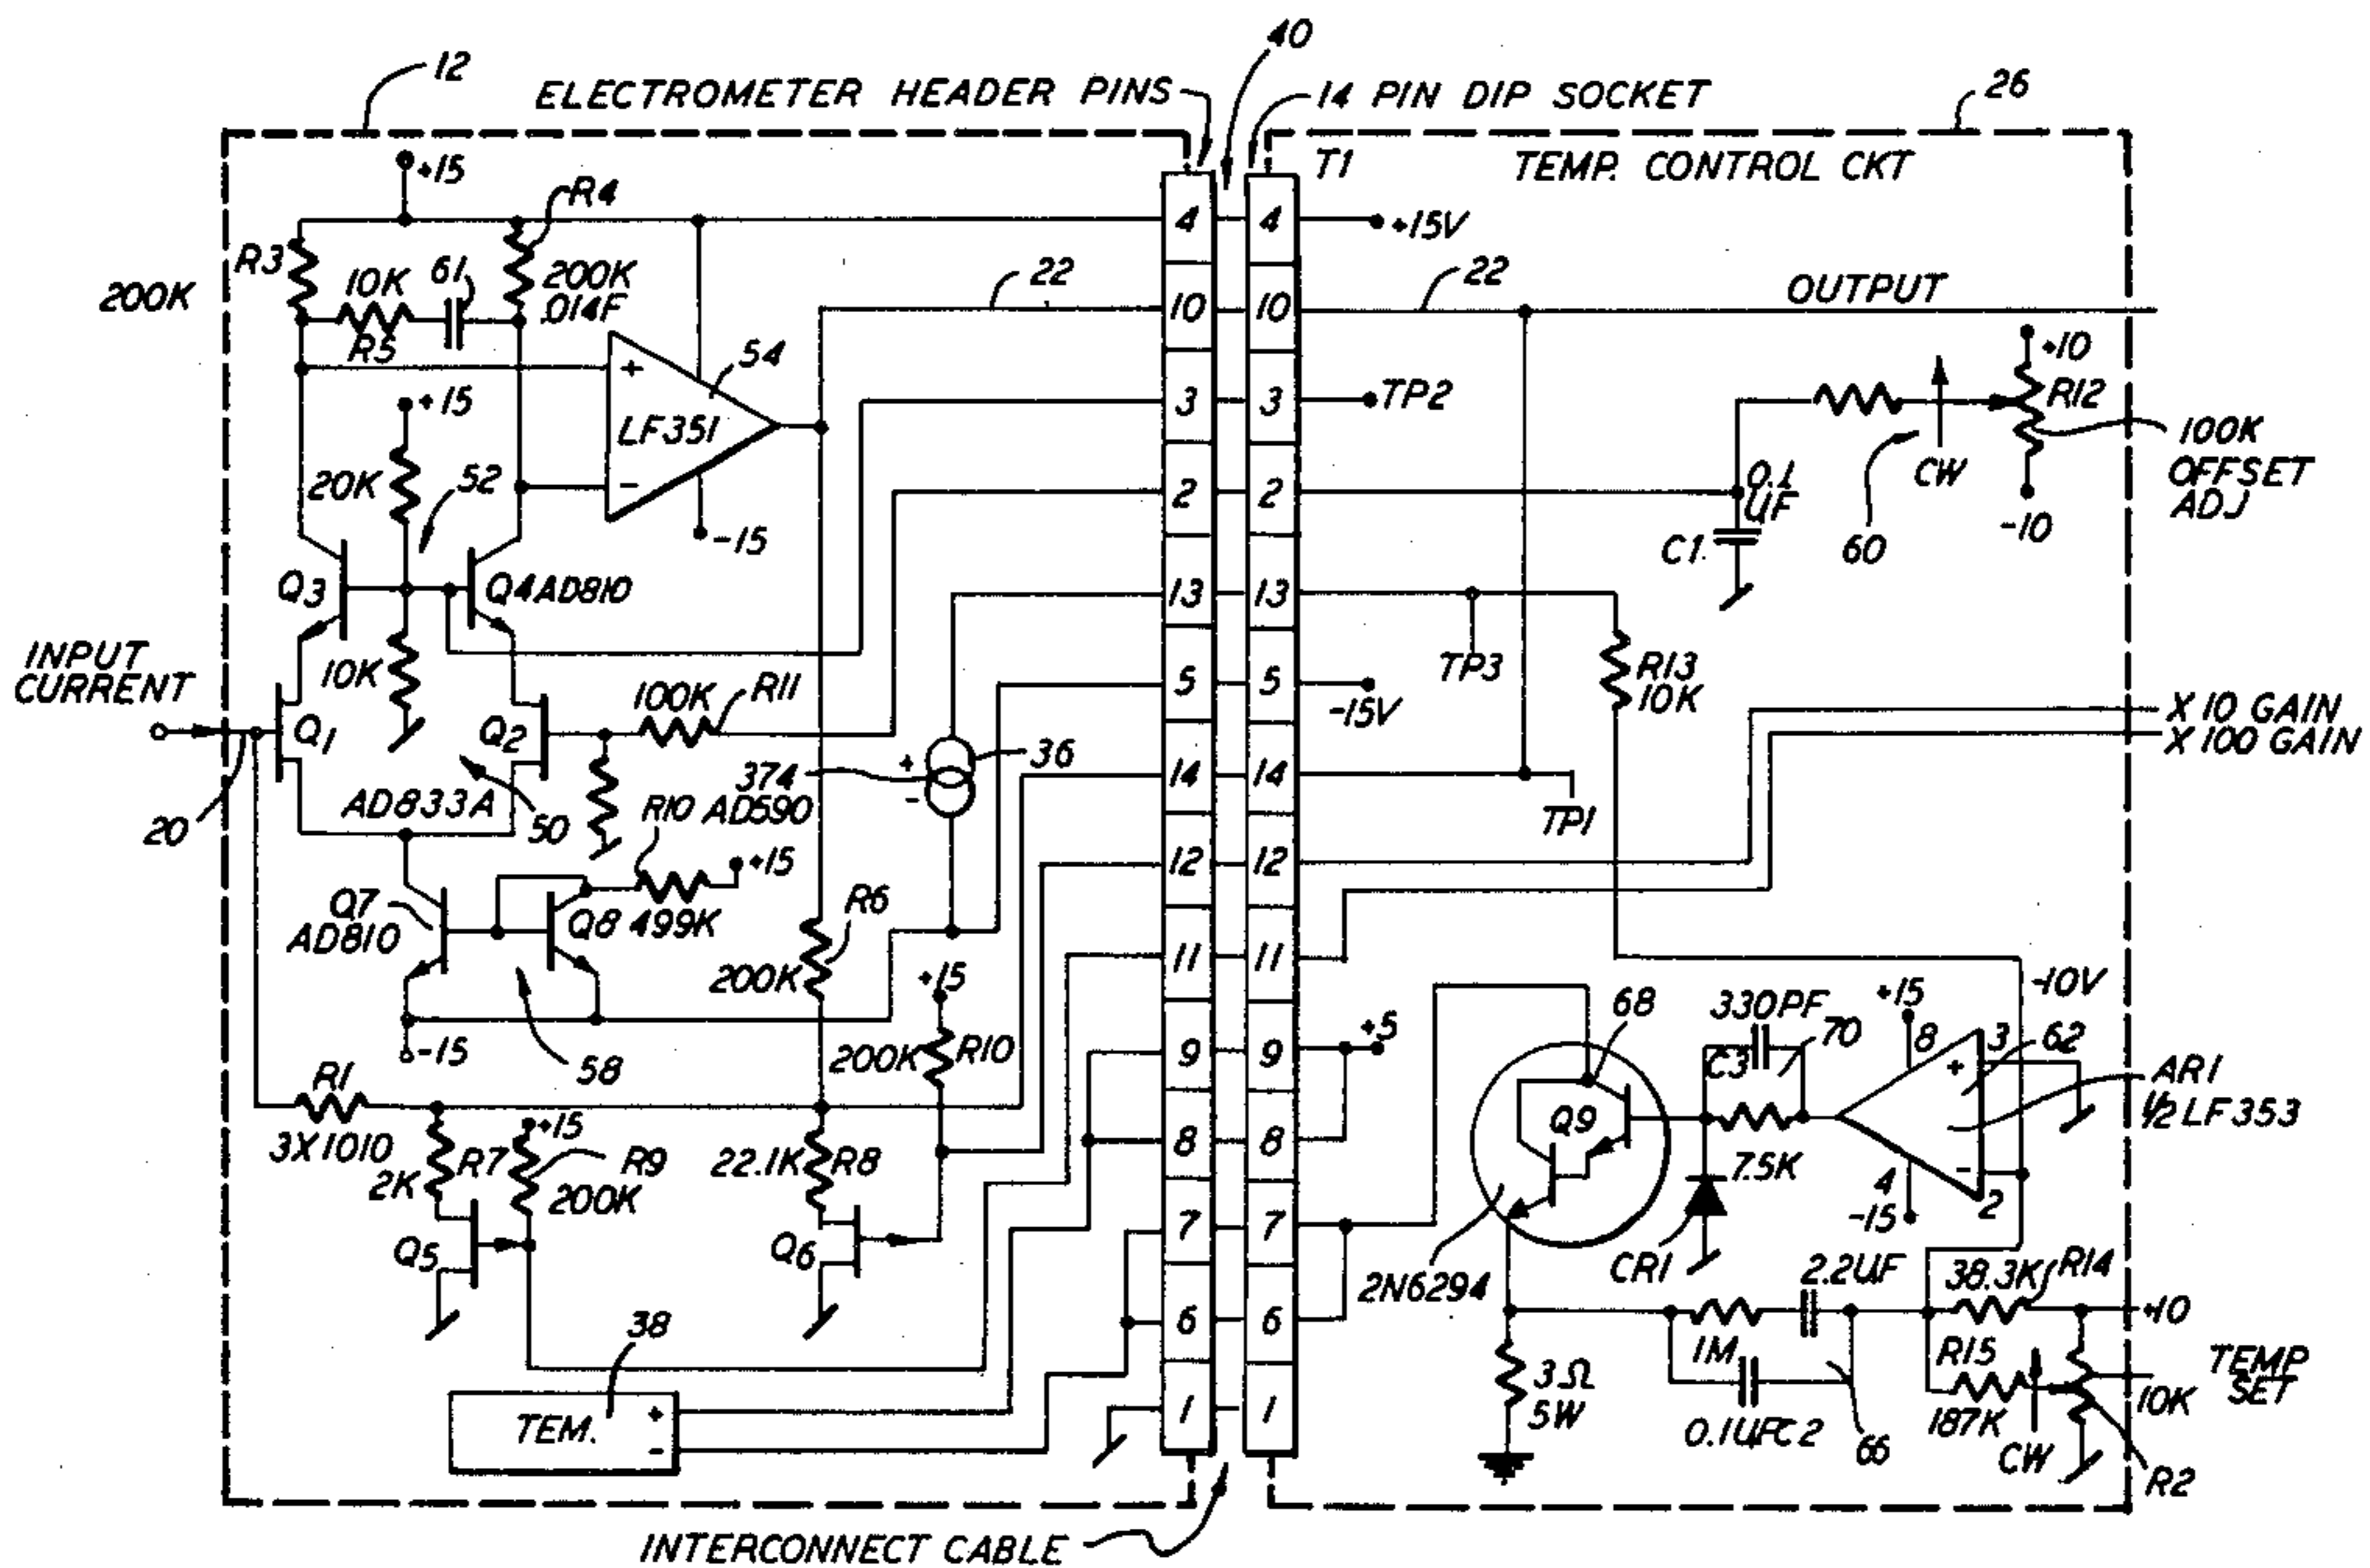 40
12
ELECTROMETER HEADER PINS
14 PIN DIP SOCKET
26
+15
T1
TEMP. CONTROL CKT
R4
R3
200K
10K
61
200K
.014F
R5
22
4
4
+15V
22
OUTPUT
10
10
+
54
LF351
-
-15
+15
20K
52
3
3
TP2
+10
R12
100K
OFFSET
ADJ
CW
60
-10
2
2
0.1
UF
C1
Q3
Q4AD810
10K
13
13
TP3
R13
10K
INPUT
CURRENT
Q1
Q2
100K
R11
5
5
-15V
X 10 GAIN
X 100 GAIN
36
374
+
-
14
14
TP1
20
AD833A
50
R10
AD590
+15
12
12
Q7
AD810
Q8
499K
R6
200K
11
11
-10V
-15
58
+15
200K
R10
9
9
+5
68
330PF
C3
70
+15
8
3
62
+
AR1
1/2 LF353
R1
3X1010
2K
R7
+15
R9
200K
22.1K
R8
8
8
Q9
7.5K
4
-15
-
2
Q5
Q6
7
7
2N6294
CR1
2.2UF
38.3K
R14
38
6
6
+10
1M
R15
TEMP
SET
10K
3Ω
5W
0.1UFC2
66
187K
CW
R2
TEM.
+
-
1
1
INTERCONNECT CABLE